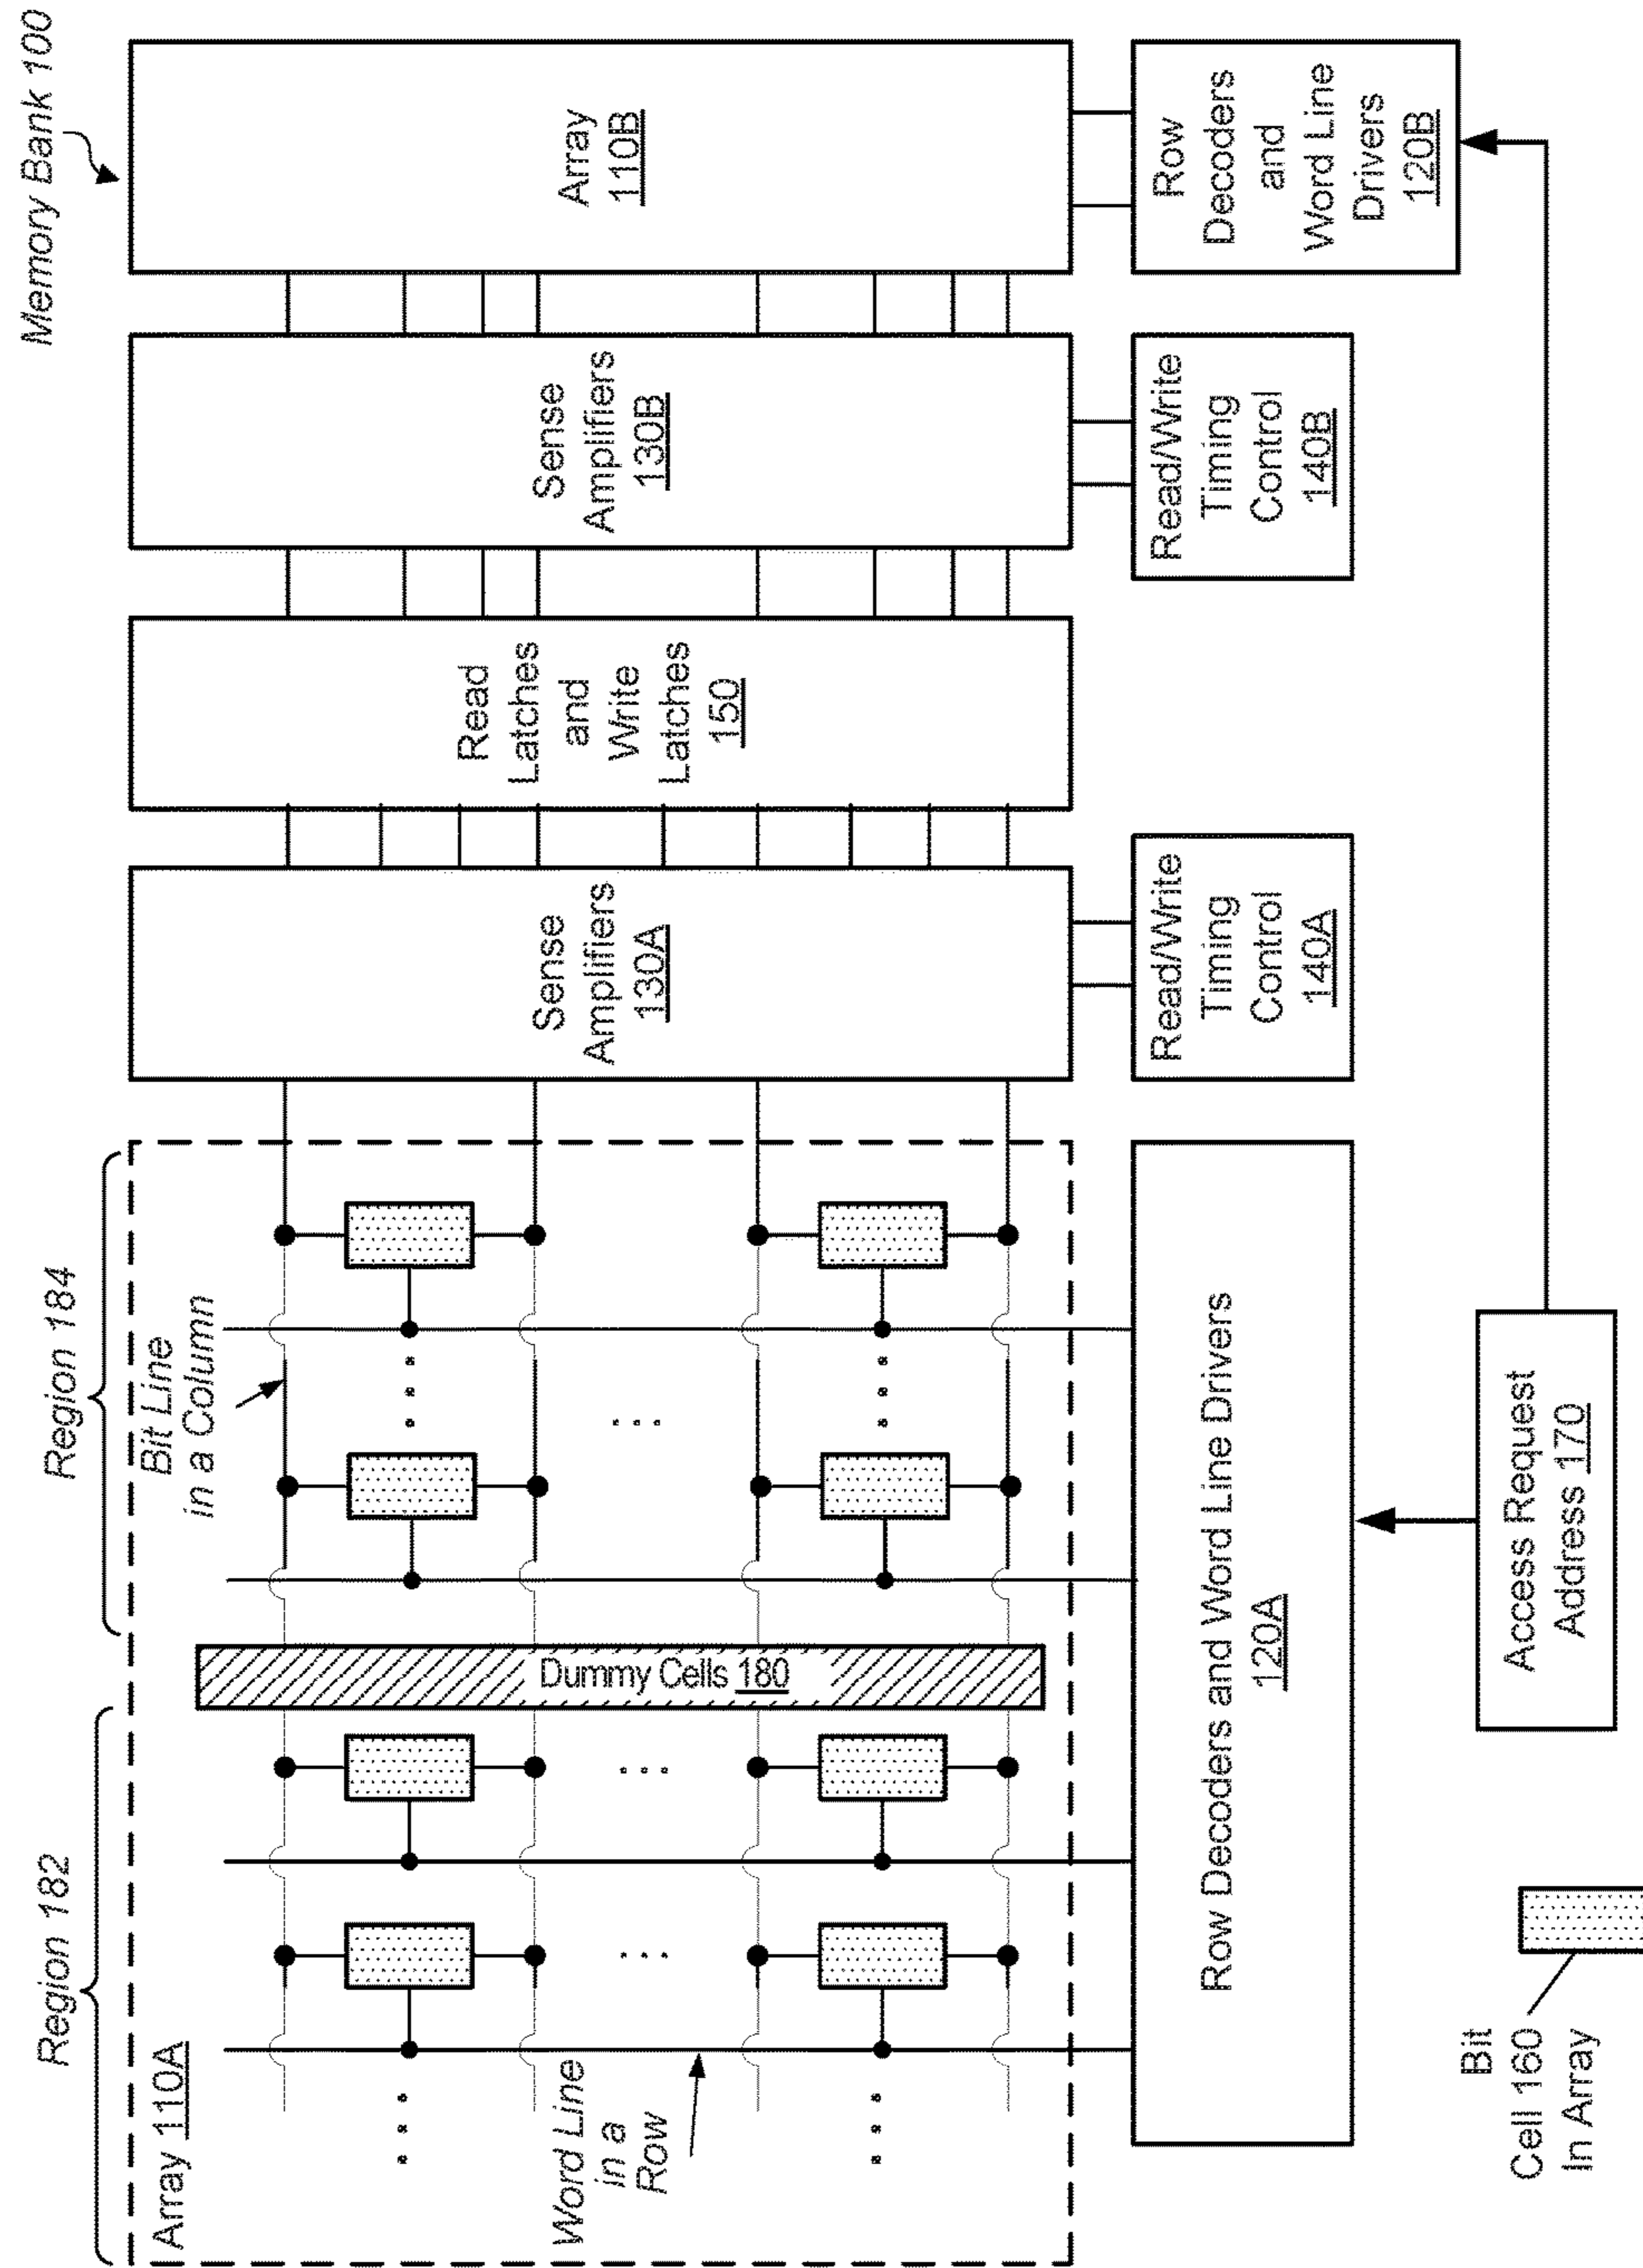 Memory Bank 100
Region 182
Region 184
Array 110A
Bit Line
in a Column
Word Line
in a
Row
Dummy Cells 180
Sense
Amplifiers
130A
Read
Latches
and
Write
Latches
150
Sense
Amplifiers
130B
Array
110B
Row Decoders and Word Line Drivers
120A
Read/Write
Timing
Control
140A
Read/Write
Timing
Control
140B
Row
Decoders
and
Word Line
Drivers
120B
Access Request
Address 170
Bit
Cell 160
In Array